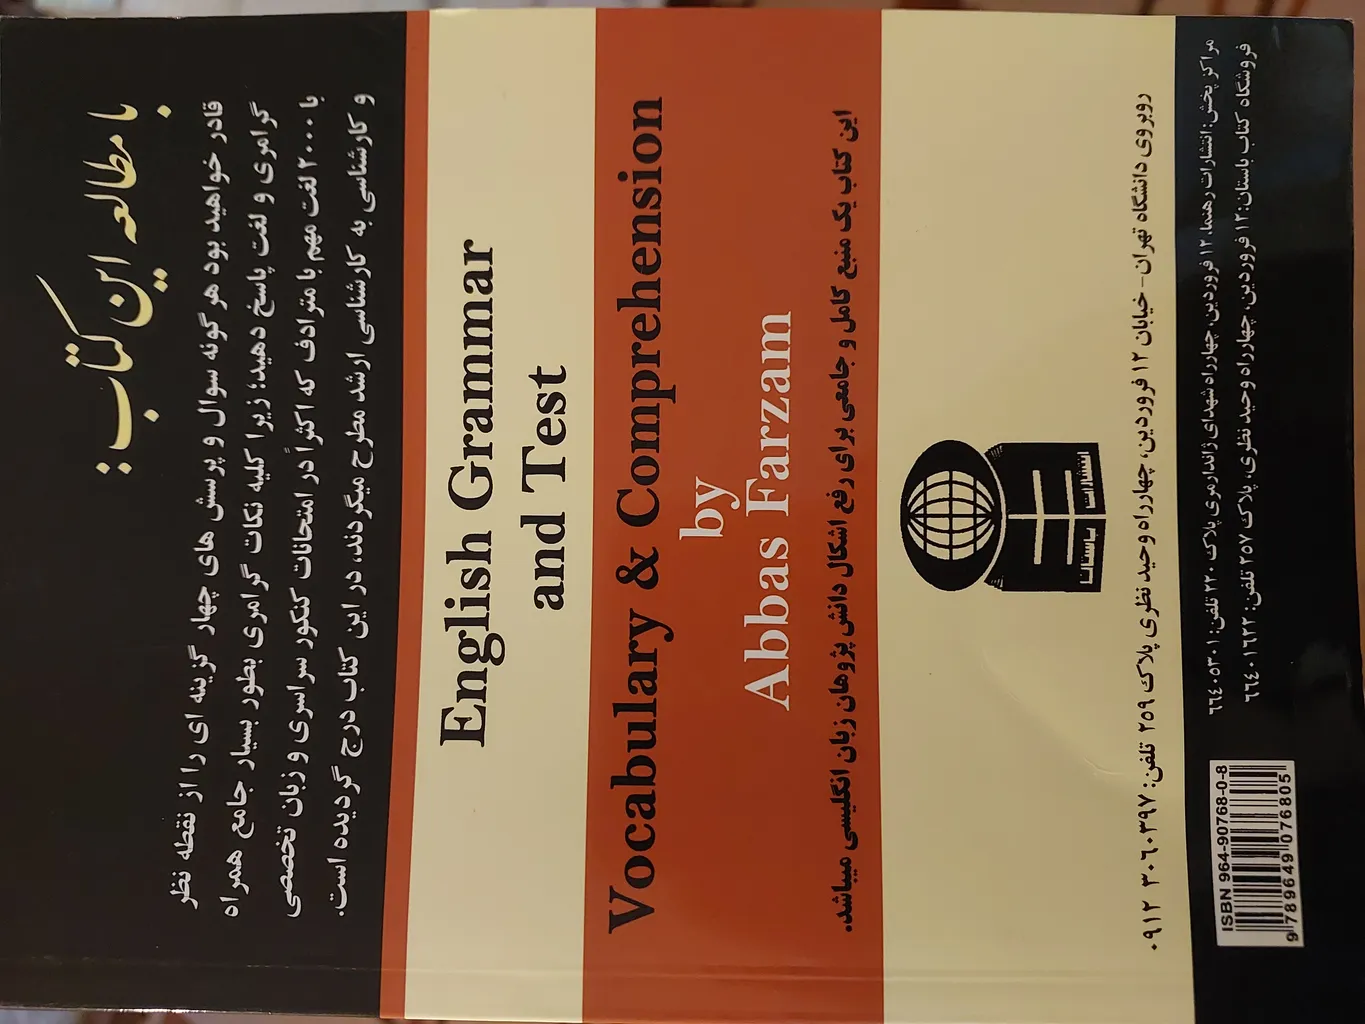 با مطالعه این کتاب:
قادر خواهید بود هر گونه سوال و پرسش های چهار گزینه ای را از نقطه نظر
گرامری و لغت پاسخ دهید؛ زیرا کلیه نکات گرامری بطور بسیار جامع همراه
با ۲۰۰۰ لغت مهم با مترادف که اکثراً در امتحانات کنکور سراسری و زبان تخصصی
و کارشناسی به کارشناسی ارشد مطرح میگردند، در این کتاب درج گردیده است.
English Grammar
and Test
Vocabulary & Comprehension
by
Abbas Farzam
این کتاب یک منبع کامل و جامعی برای رفع اشکال دانش پژوهان زبان انگلیسی میباشد.
انتشارات باستان
روبروی دانشگاه تهران - خیابان ۱۲ فروردین، چهارراه وحید نظری پلاک ۲۵۹ تلفن: ۳۰۶۰۳۹۷ ۰۹۱۲
مراکز پخش: انتشارات رهنما، ۱۲ فروردین، چهارراه شهدای ژاندارمری پلاک ۲۲۰ تلفن: ۶۶۴۰۵۳۰۱
فروشگاه کتاب باستان: ۱۲ فروردین، چهارراه وحید نظری، پلاک ۲۵۷ تلفن: ۶۶۴۰۱۶۲۲
ISBN 964-90768-0-8
9 789649 076805